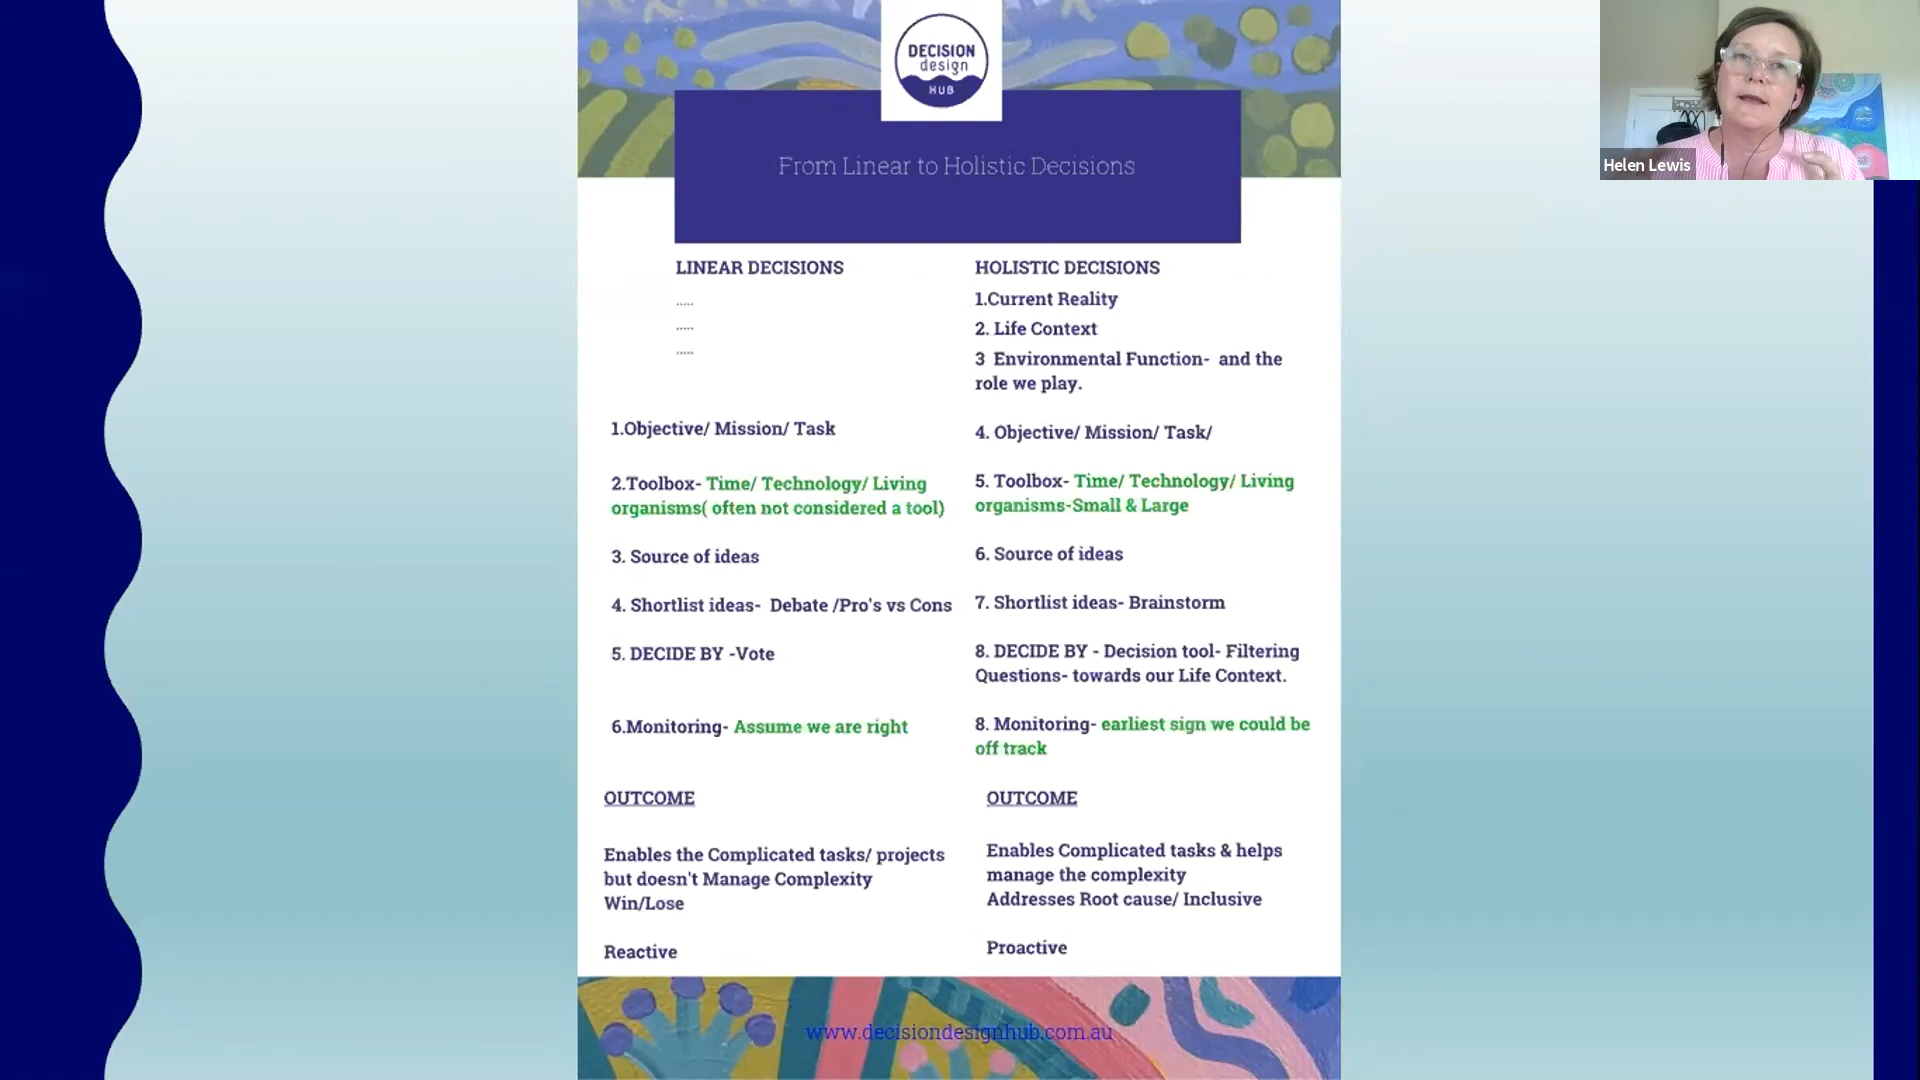 DECISION
design
HUB
From Linear to Holistic Decisions
Helen Lewis
LINEAR DECISIONS
.....
.....
.....
1.Objective/ Mission/ Task
2.Toolbox- Time/ Technology/ Living
organisms( often not considered a tool)
3. Source of ideas
4. Shortlist ideas-  Debate /Pro's vs Cons
5. DECIDE BY -Vote
6.Monitoring- Assume we are right
OUTCOME
Enables the Complicated tasks/ projects
but doesn't Manage Complexity
Win/Lose
Reactive
HOLISTIC DECISIONS
1.Current Reality
2. Life Context
3  Environmental Function-  and the
role we play.
4. Objective/ Mission/ Task/
5. Toolbox- Time/ Technology/ Living
organisms-Small & Large
6. Source of ideas
7. Shortlist ideas- Brainstorm
8. DECIDE BY - Decision tool- Filtering
Questions- towards our Life Context.
8. Monitoring- earliest sign we could be
off track
OUTCOME
Enables Complicated tasks & helps
manage the complexity
Addresses Root cause/ Inclusive
Proactive
www.decisiondesignhub.com.au